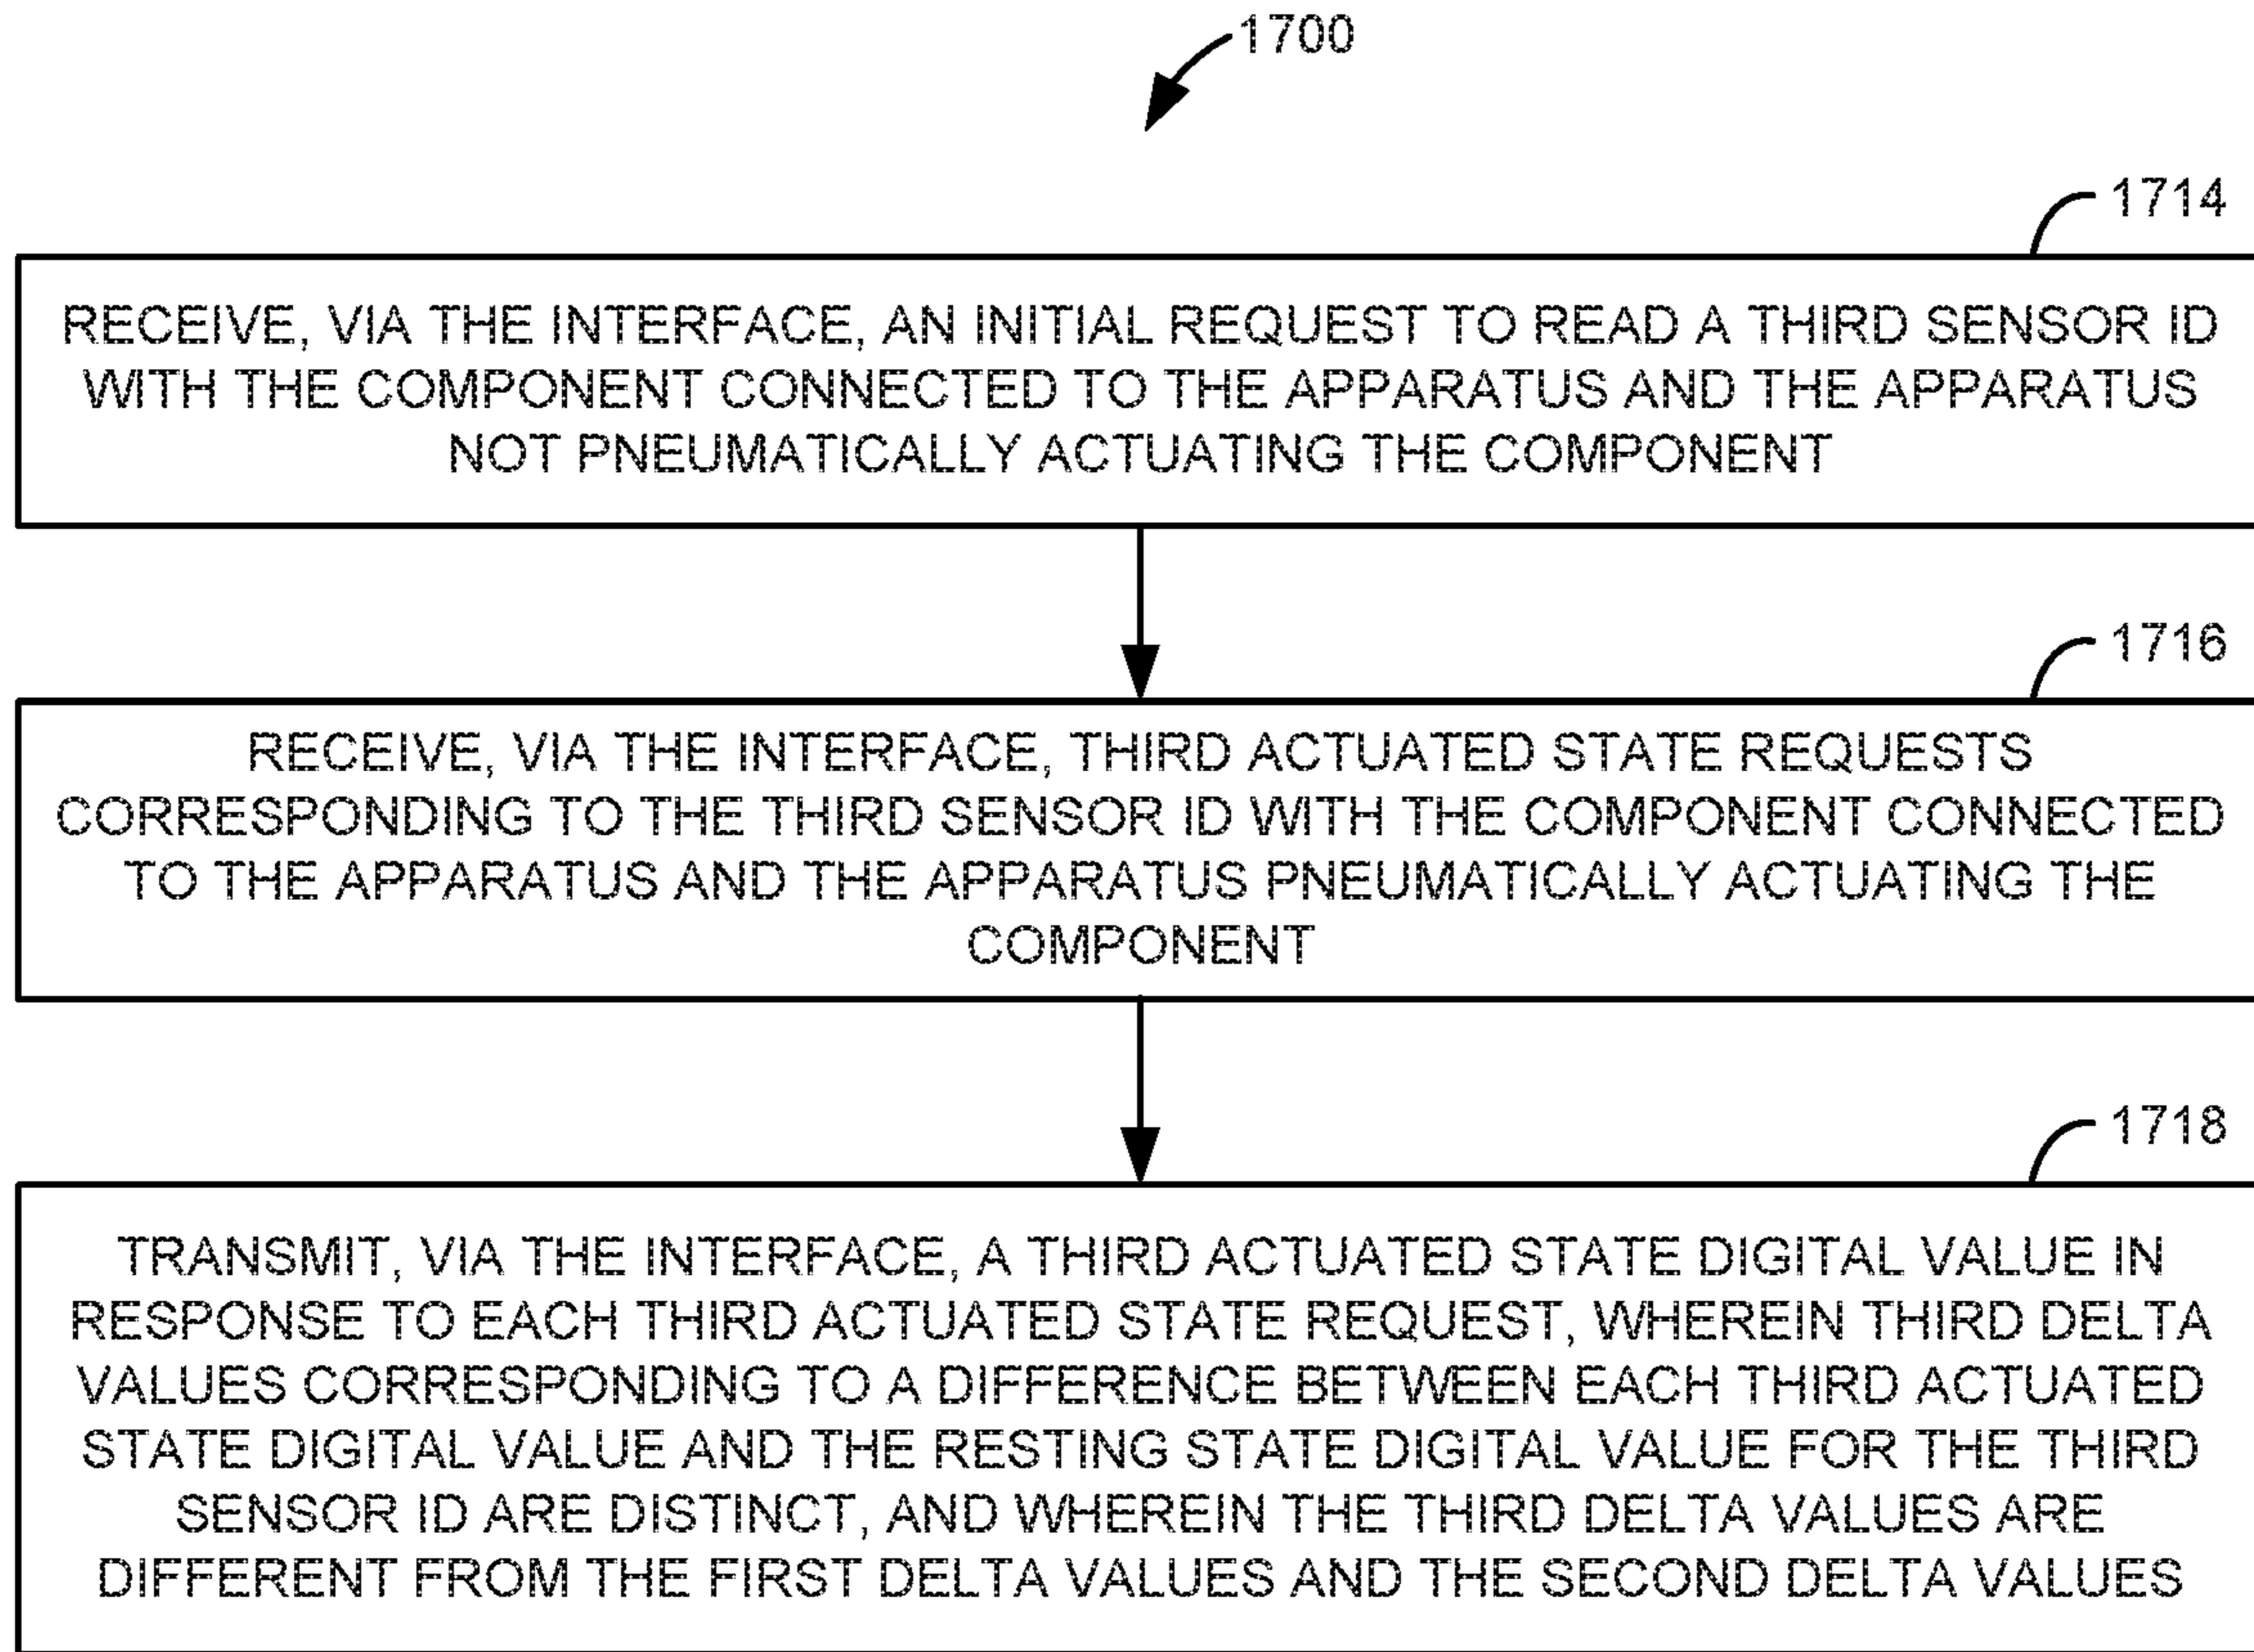 1700
1714
RECEIVE, VIA THE INTERFACE, AN INITIAL REQUEST TO READ A THIRD SENSOR ID
WITH THE COMPONENT CONNECTED TO THE APPARATUS AND THE APPARATUS
NOT PNEUMATICALLY ACTUATING THE COMPONENT
1716
RECEIVE, VIA THE INTERFACE, THIRD ACTUATED STATE REQUESTS
CORRESPONDING TO THE THIRD SENSOR ID WITH THE COMPONENT CONNECTED
TO THE APPARATUS AND THE APPARATUS PNEUMATICALLY ACTUATING THE
COMPONENT
1718
TRANSMIT, VIA THE INTERFACE, A THIRD ACTUATED STATE DIGITAL VALUE IN
RESPONSE TO EACH THIRD ACTUATED STATE REQUEST, WHEREIN THIRD DELTA
VALUES CORRESPONDING TO A DIFFERENCE BETWEEN EACH THIRD ACTUATED
STATE DIGITAL VALUE AND THE RESTING STATE DIGITAL VALUE FOR THE THIRD
SENSOR ID ARE DISTINCT, AND WHEREIN THE THIRD DELTA VALUES ARE
DIFFERENT FROM THE FIRST DELTA VALUES AND THE SECOND DELTA VALUES